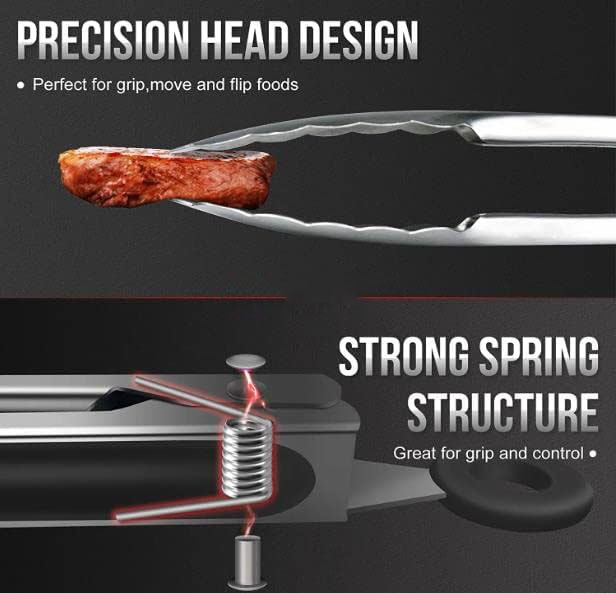 PRECISION HEAD DESIGN
• Perfect for grip,move and flip foods
STRONG SPRING
STRUCTURE
Great for grip and control •